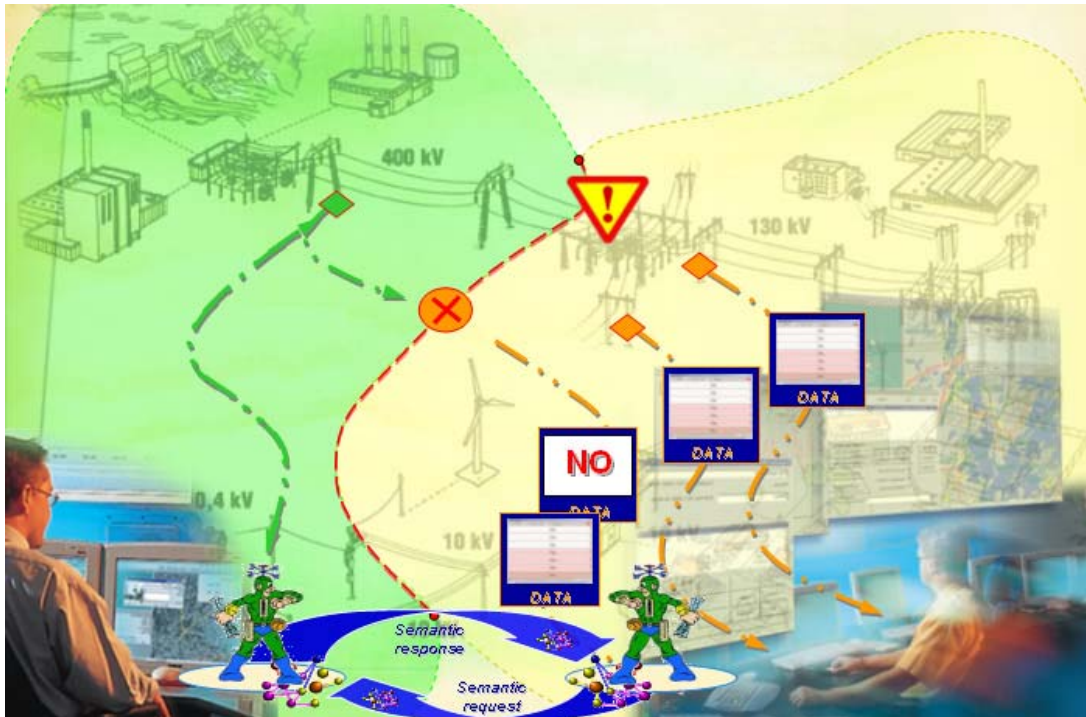 400 kV
!
130 kV
DATA
DATA
NO
DATA
0,4 kV
10 kV
DATA
Semantic
response
Semantic
request